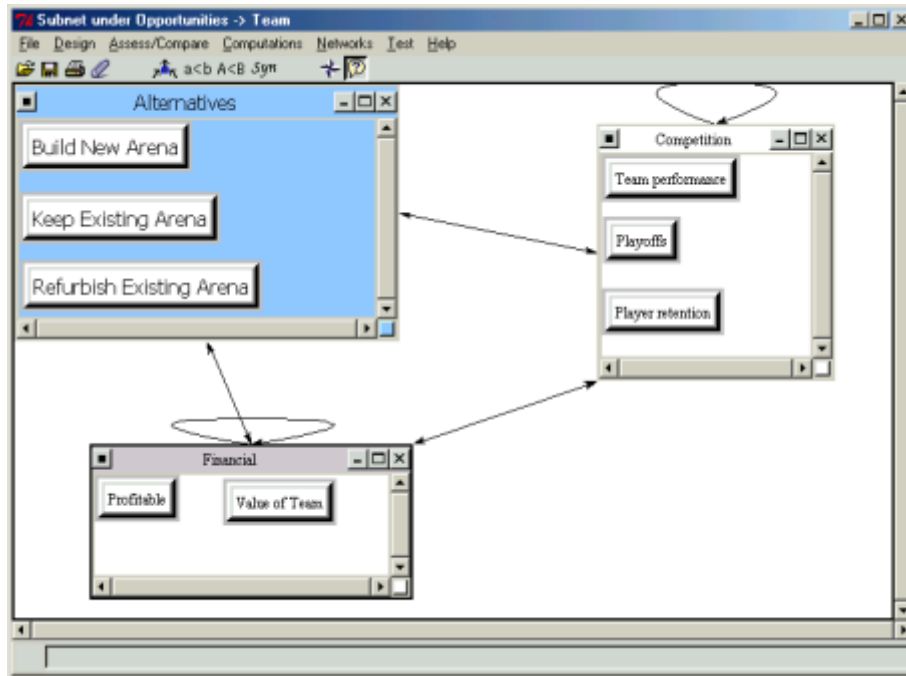 Subnet under Opportunities -> Team
File Design Assess/Compare Computations Networks Test Help
a<b A<B Syn
Alternatives
Build New Arena
Keep Existing Arena
Refurbish Existing Arena
Competition
Team performance
Playoffs
Player retention
Financial
Profitable
Value of Team